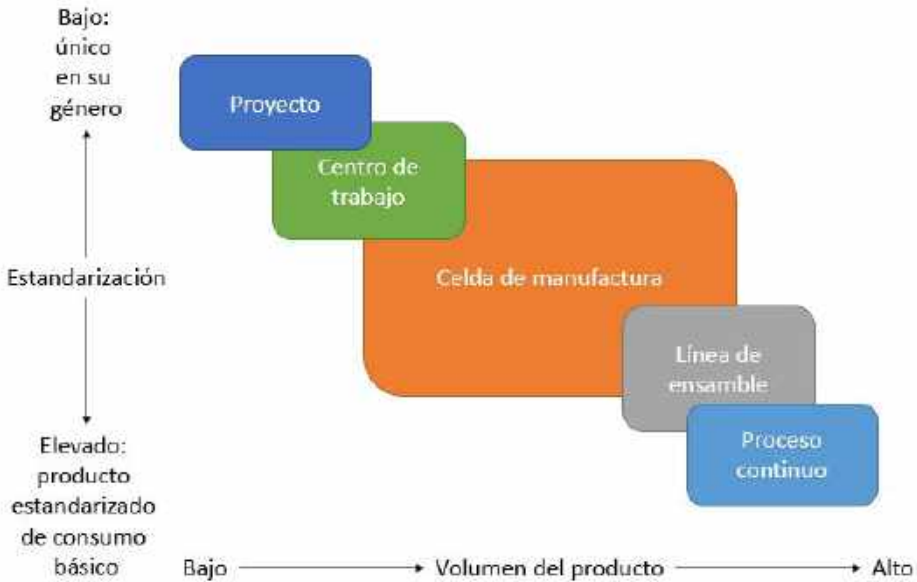 Bajo:
único
en su
género
Proyecto
Centro de
trabajo
Estandarización
Celda de manufactura
Línea de
ensamble
Elevado:
producto
estandarizado
de consumo
básico
Proceso
continuo
Bajo
Volumen del producto
Alto